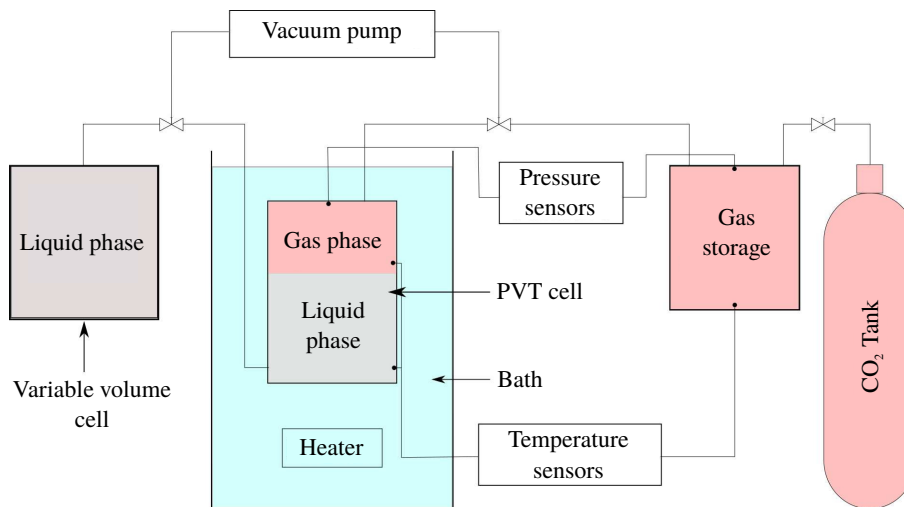 Vacuum pump
Liquid phase
Variable volume
cell
Gas phase
Liquid
phase
Heater
Pressure
sensors
PVT cell
Bath
Temperature
sensors
Gas
storage
CO₂ Tank